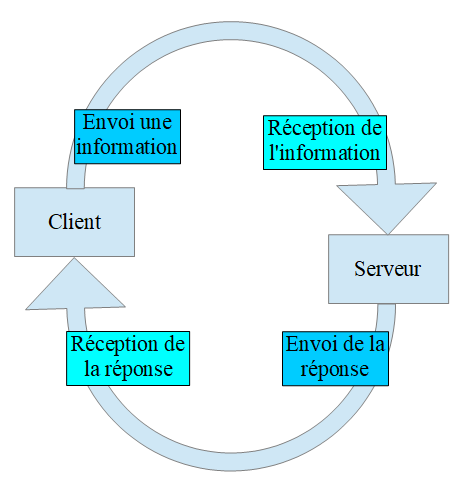 Envoi une
information
Réception de
l'information
Client
Serveur
Réception de
la réponse
Envoi de la
réponse